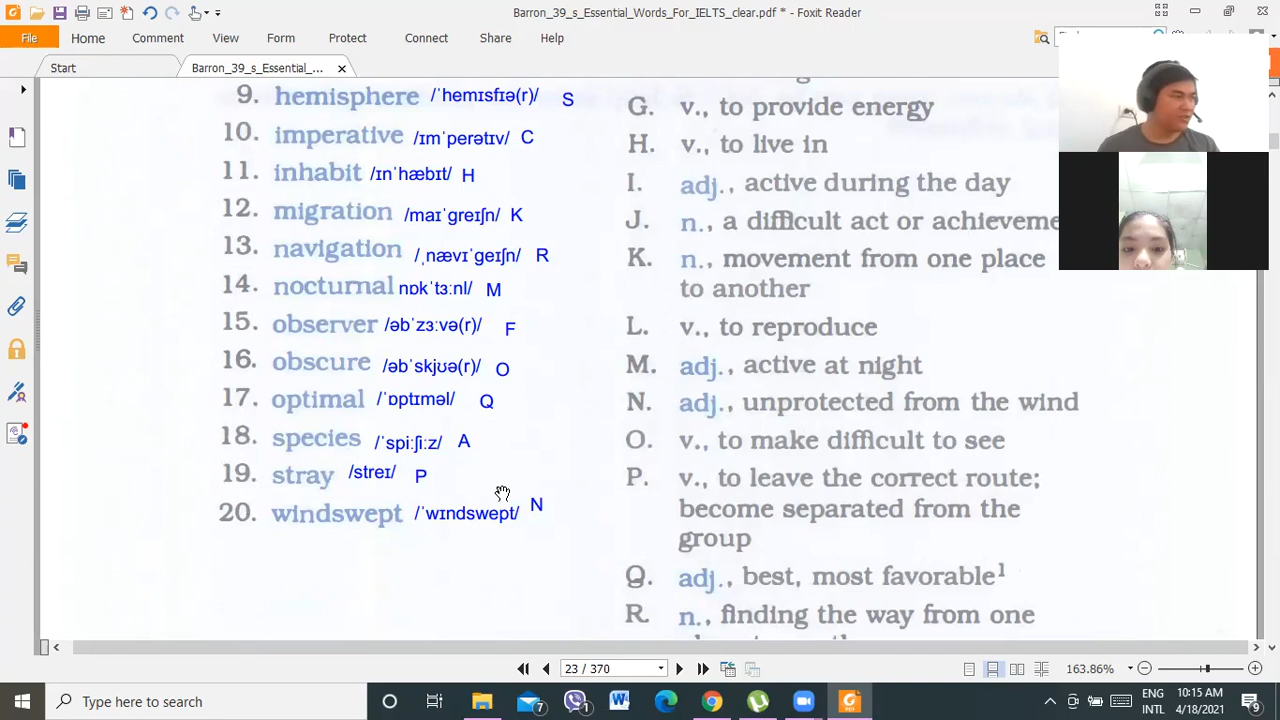 Barron_39_s_Essential_Words_For_IELTS_clear.pdf * - Foxit Reader
File Home Comment View Form Protect Connect Share Help
Start Barron_39_s_Essential_...
9. hemisphere /ˈhemɪsfɪə(r)/ S
10. imperative /ɪmˈperətɪv/ C
11. inhabit /ɪnˈhæbɪt/ H
12. migration /maɪˈɡreɪʃn/ K
13. navigation /ˌnævɪˈɡeɪʃn/ R
14. nocturnal nɒkˈtɜːnl/ M
15. observer /əbˈzɜːvə(r)/ F
16. obscure /əbˈskjʊə(r)/ O
17. optimal /ˈɒptɪməl/ Q
18. species /ˈspiːʃiːz/ A
19. stray /streɪ/ P
20. windswept /ˈwɪndswept/ N
G. v., to provide energy
H. v., to live in
I. adj., active during the day
J. n., a difficult act or achieveme
K. n., movement from one place
to another
L. v., to reproduce
M. adj., active at night
N. adj., unprotected from the wind
O. v., to make difficult to see
P. v., to leave the correct route;
become separated from the
group
Q. adj., best, most favorable¹
R. n., finding the way from one
23 / 370
163.86%
Type here to search
7
1
ENG
INTL
10:15 AM
4/18/2021
9